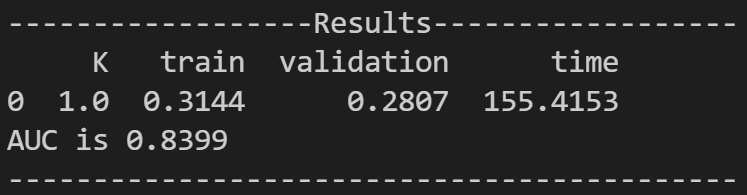 ------------------Results------------------
     K   train  validation      time
0  1.0  0.3144      0.2807  155.4153
AUC is 0.8399
-------------------------------------------